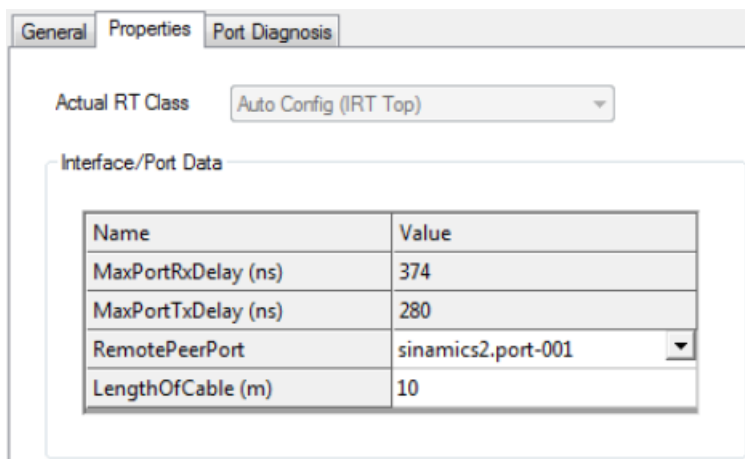 General Properties Port Diagnosis
Actual RT Class Auto Config (IRT Top)
Interface/Port Data
Name Value
MaxPortRxDelay (ns) 374
MaxPortTxDelay (ns) 280
RemotePeerPort sinamics2.port-001
LengthOfCable (m) 10